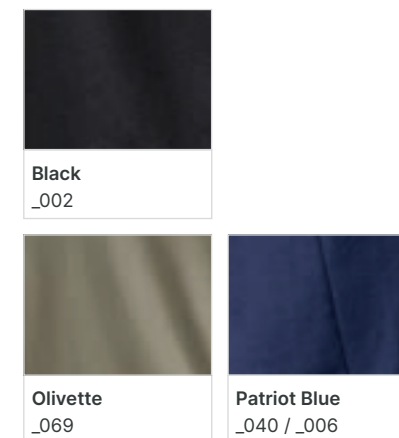 Black
_002
Olivette
_069
Patriot Blue
_040 / _006